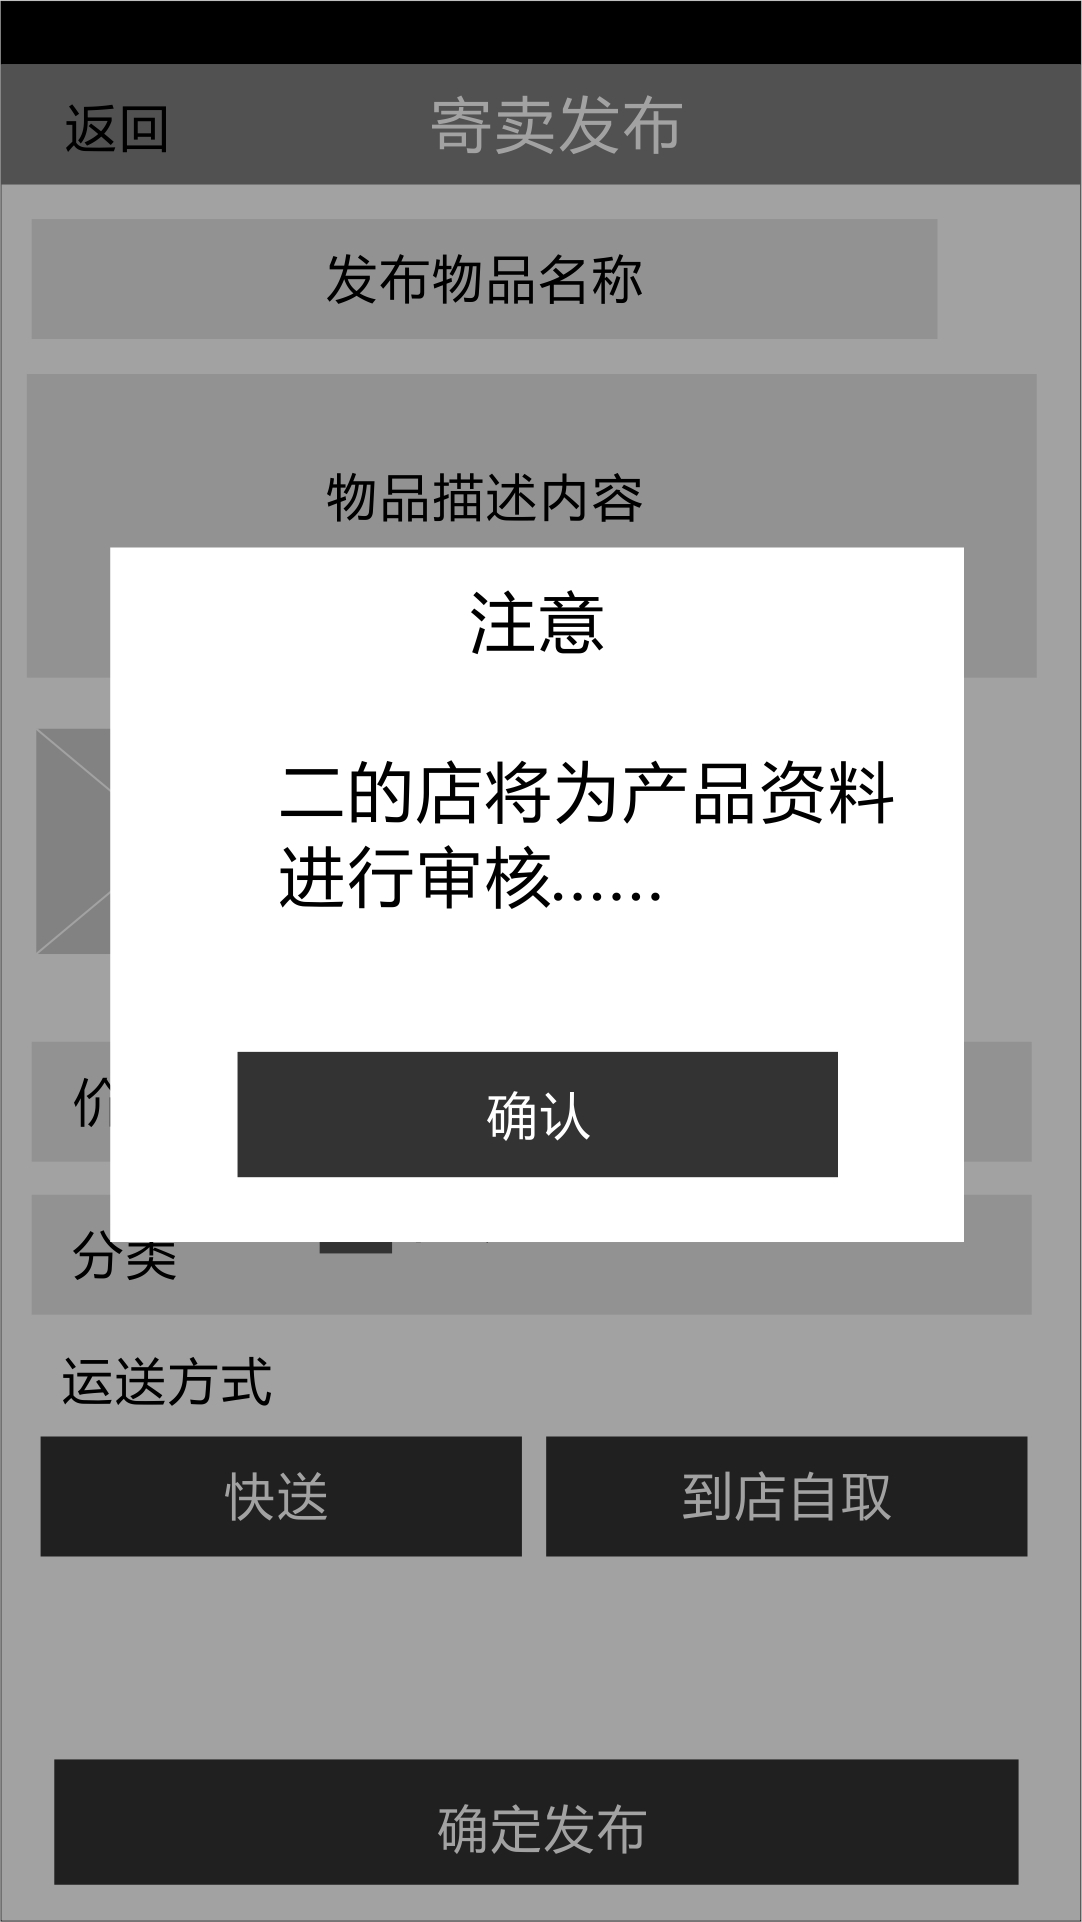 返回
寄卖发布
发布物品名称
物品描述内容
注意
二的店将为产品资料
进行审核......
确认
价
分类
运送方式
快送
到店自取
确定发布